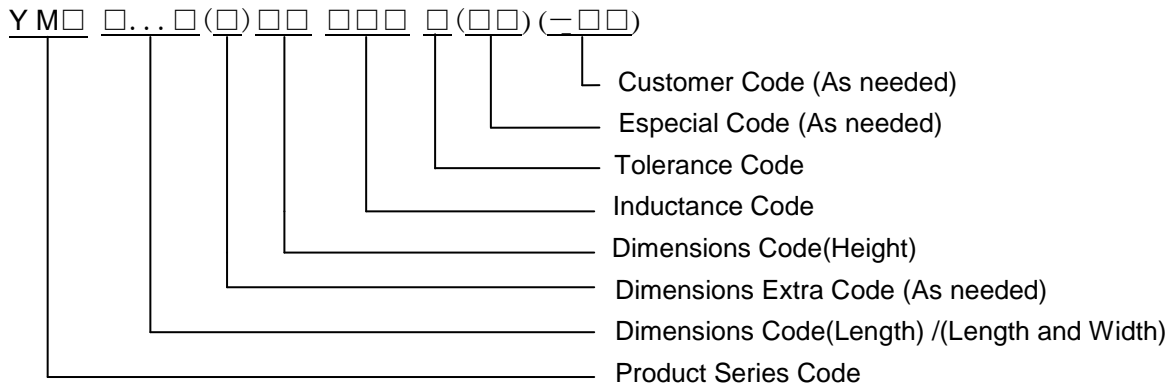 YM□ □...□(□)□□ □□□ □(□□)(-□□)
Customer Code (As needed)
Especial Code (As needed)
Tolerance Code
Inductance Code
Dimensions Code(Height)
Dimensions Extra Code (As needed)
Dimensions Code(Length) /(Length and Width)
Product Series Code